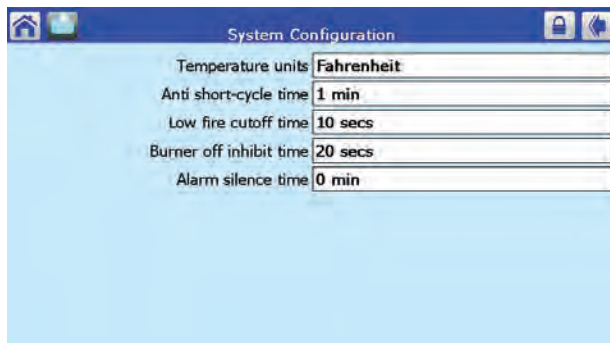 System Configuration
Temperature units Fahrenheit
Anti short-cycle time 1 min
Low fire cutoff time 10 secs
Burner off inhibit time 20 secs
Alarm silence time 0 min